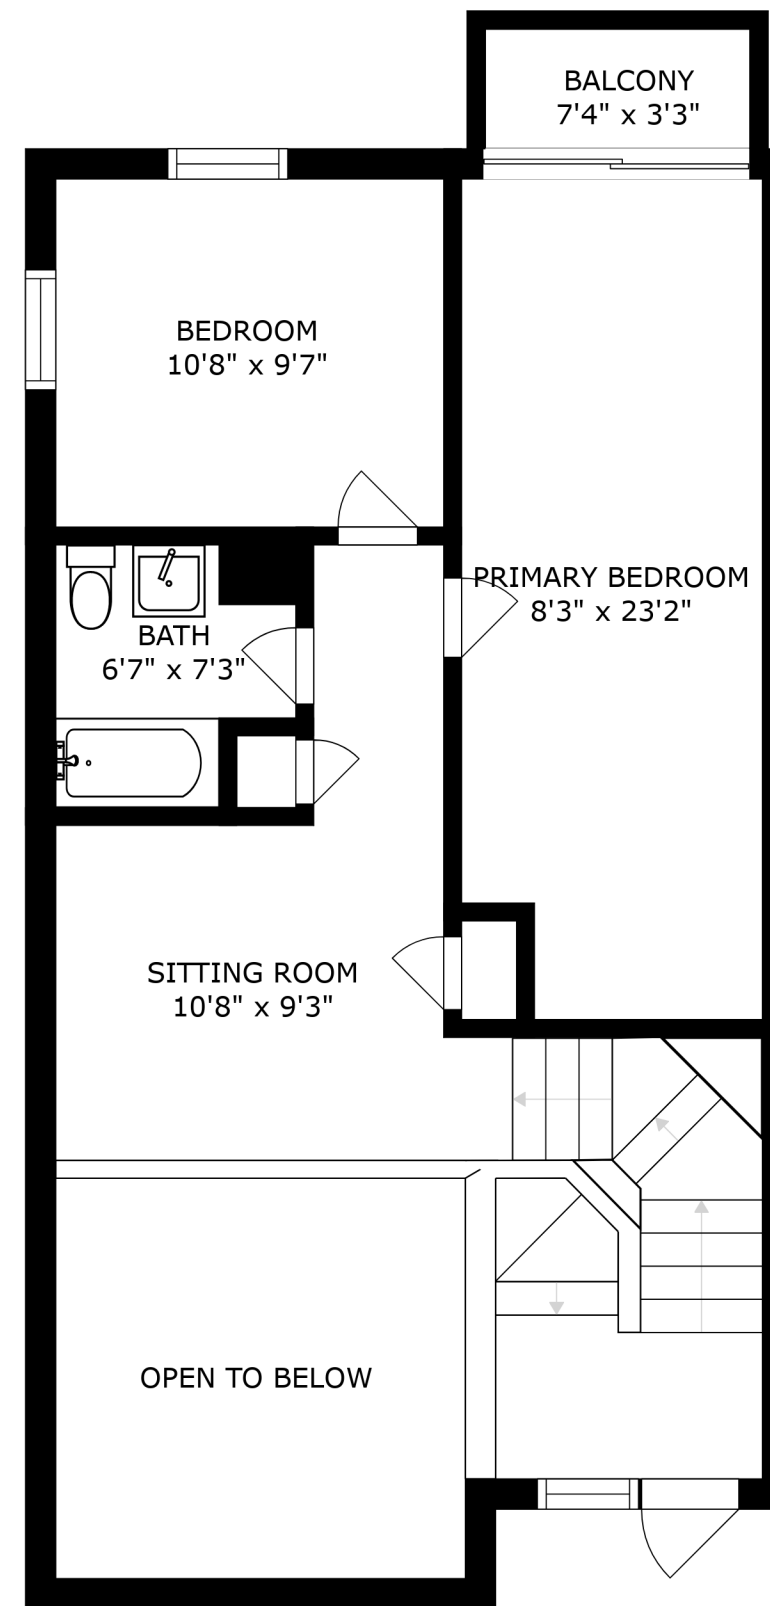 BALCONY
7'4" x 3'3"
BEDROOM
10'8" x 9'7"
PRIMARY BEDROOM
8'3" x 23'2"
BATH
6'7" x 7'3"
SITTING ROOM
10'8" x 9'3"
OPEN TO BELOW